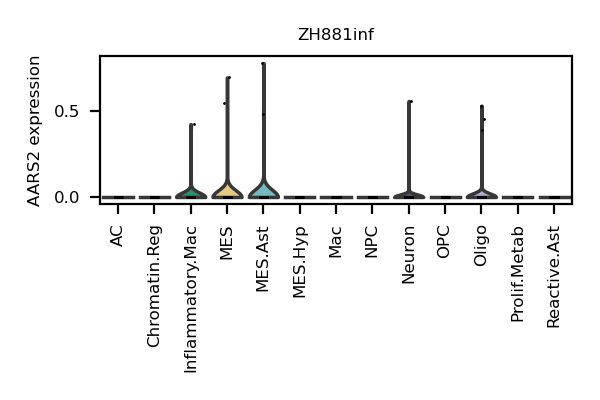 ZH881inf
AARS2 expression
0.5
0.0
AC
Chromatin.Reg
Inflammatory.Mac
MES
MES.Ast
MES.Hyp
Mac
NPC
Neuron
OPC
Oligo
Prolif.Metab
Reactive.Ast